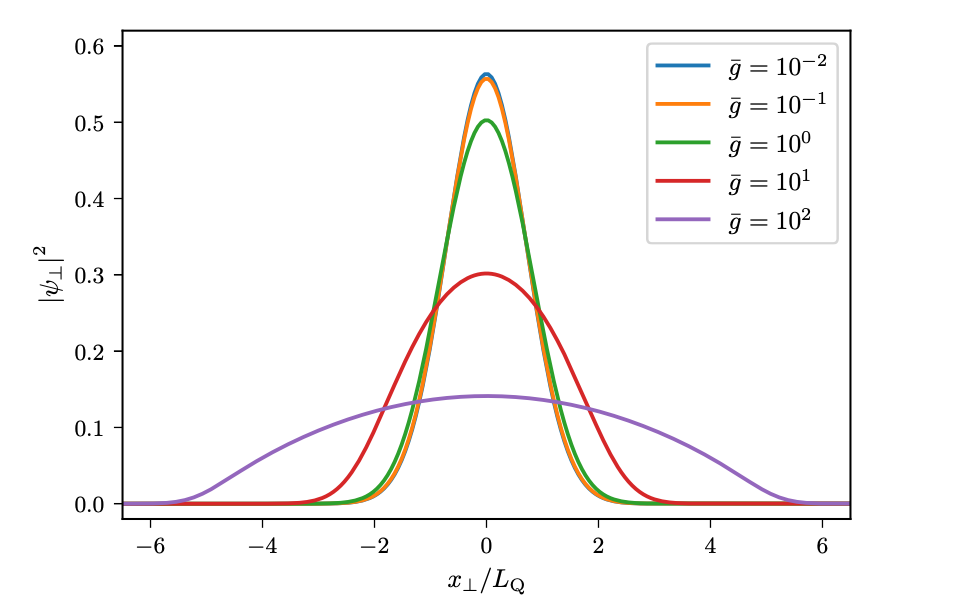 0.6
0.5
0.4
0.3
0.2
0.1
0.0
|ψ⊥|²
−6 −4 −2 0 2 4 6
x⊥/L_Q
ḡ = 10⁻²
ḡ = 10⁻¹
ḡ = 10⁰
ḡ = 10¹
ḡ = 10²